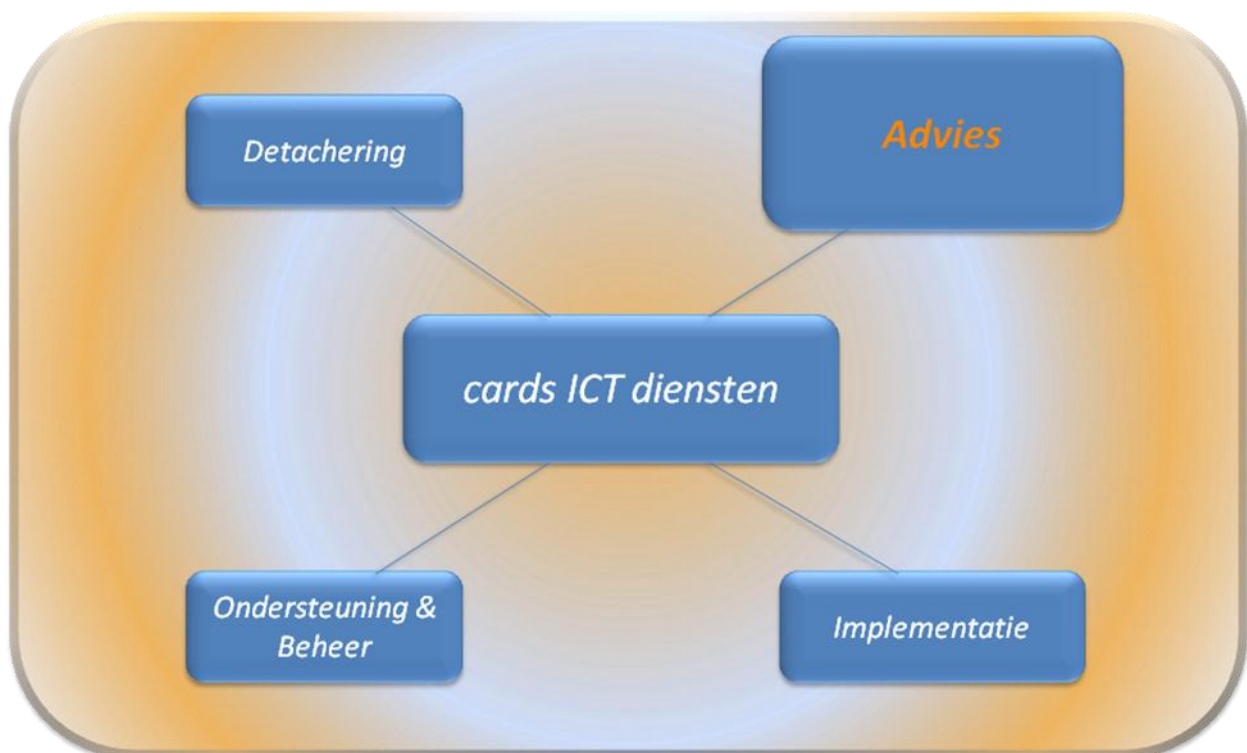 Detachering
Advies
cards ICT diensten
Ondersteuning &
Beheer
Implementatie